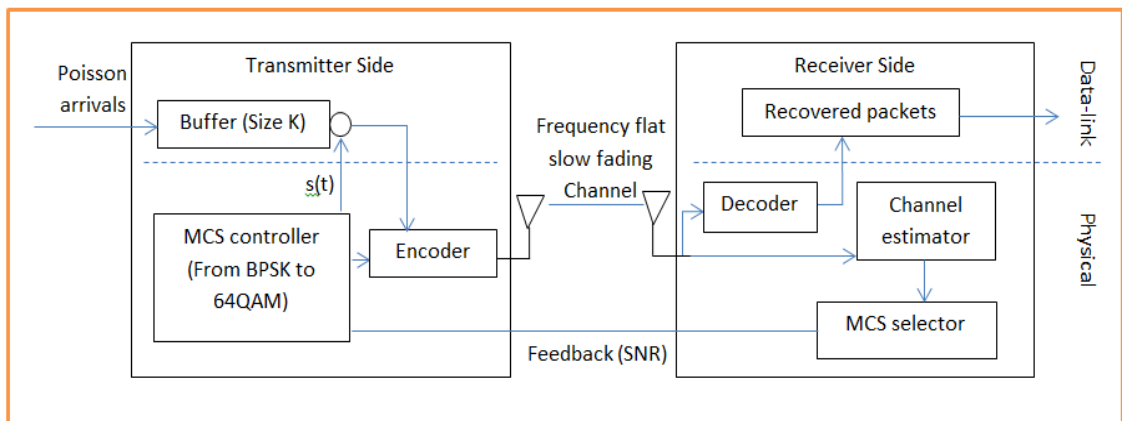 Transmitter Side
Poisson
arrivals
Buffer (Size K)
s(t)
MCS controller
(From BPSK to
64QAM)
Encoder
Frequency flat
slow fading
Channel
Feedback (SNR)
Receiver Side
Recovered packets
Decoder
Channel
estimator
MCS selector
Data-link
Physical